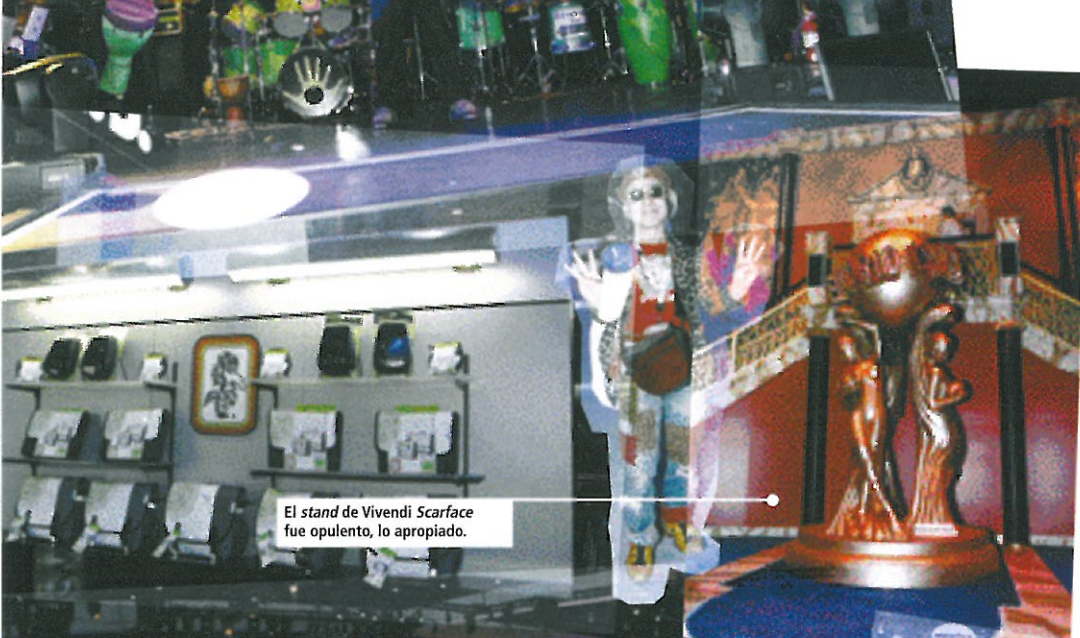 El stand de Vivendi Scarface
fue opulento, lo apropiado.